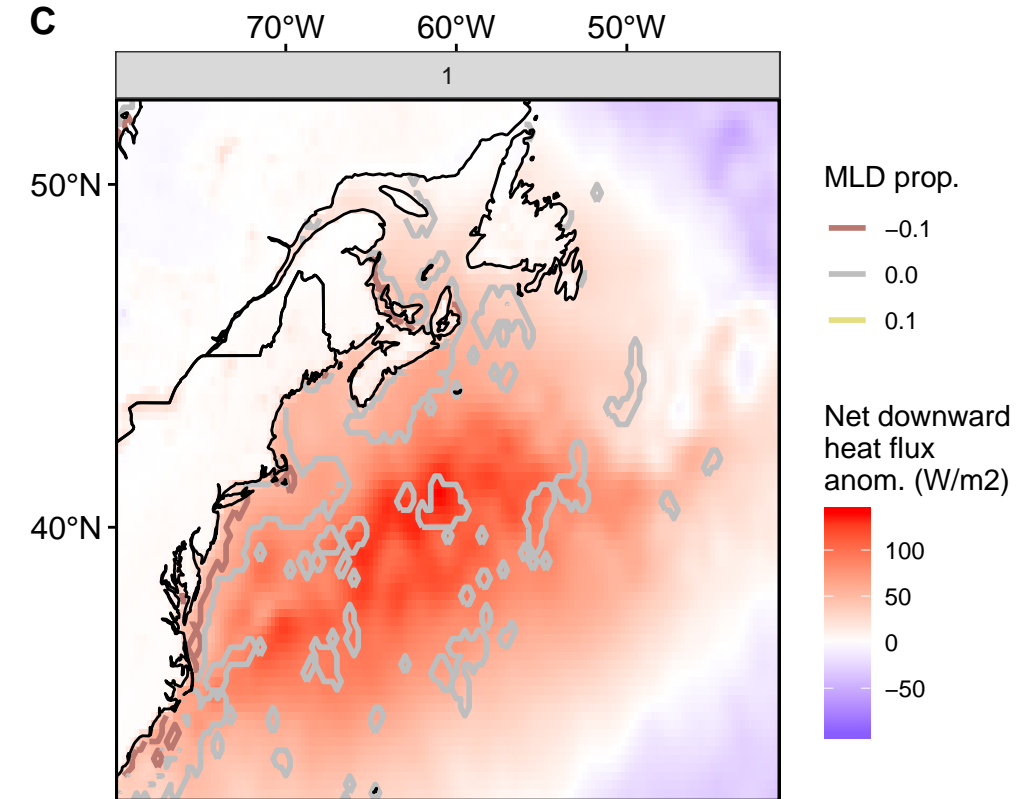 C
70°W 60°W 50°W
1
50°N
40°N
MLD prop.
−0.1
0.0
0.1
Net downward
heat flux
anom. (W/m2)
100
50
0
−50